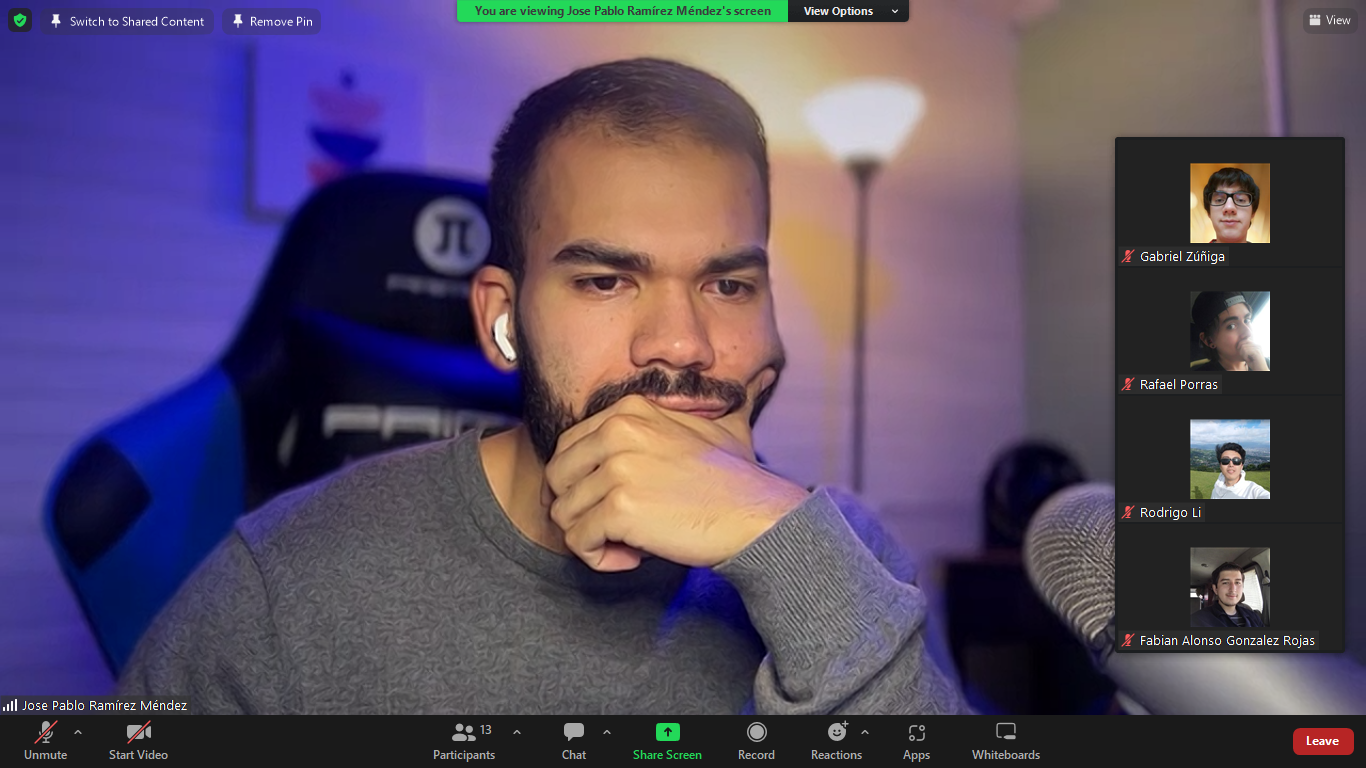 Switch to Shared Content
Remove Pin
You are viewing Jose Pablo Ramírez Méndez's screen
View Options
View
Gabriel Zúñiga
Rafael Porras
Rodrigo Li
Fabian Alonso Gonzalez Rojas
Jose Pablo Ramírez Méndez
Unmute
Start Video
Participants
13
Chat
Share Screen
Record
Reactions
Apps
Whiteboards
Leave